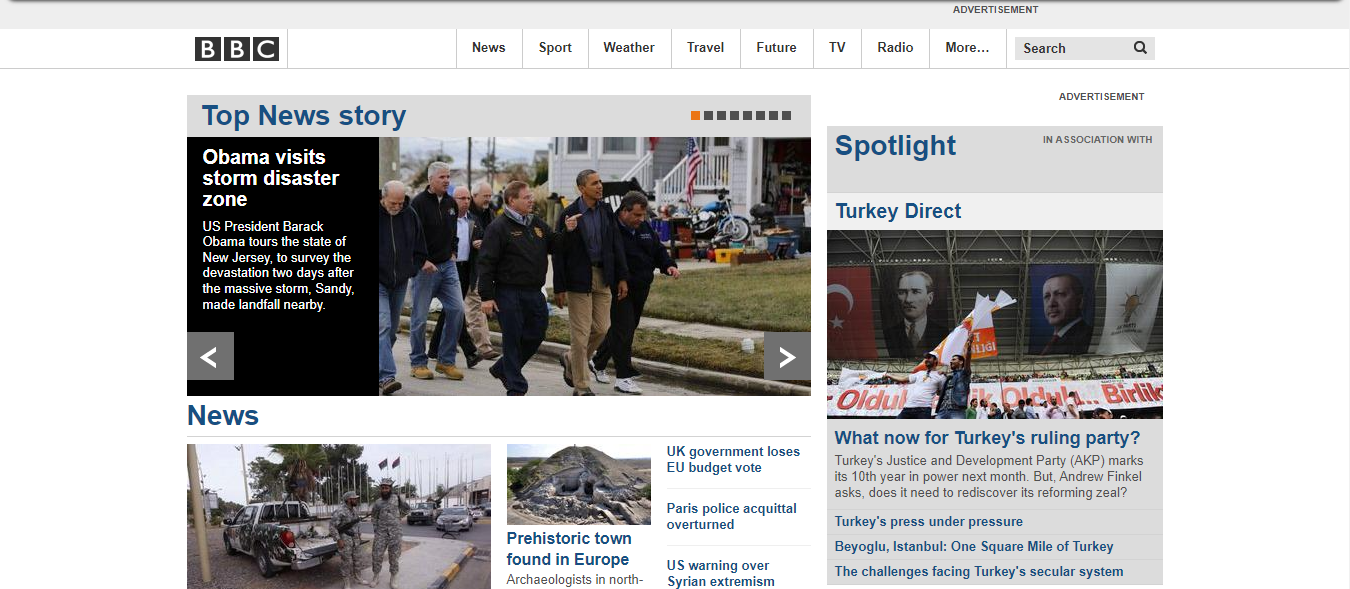 ADVERTISEMENT
BBC
News
Sport
Weather
Travel
Future
TV
Radio
More...
Search
ADVERTISEMENT
Top News story
Obama visits
storm disaster
zone
US President Barack
Obama tours the state of
New Jersey, to survey the
devastation two days after
the massive storm, Sandy,
made landfall nearby.
News
Prehistoric town
found in Europe
Archaeologists in north-
UK government loses
EU budget vote
Paris police acquittal
overturned
US warning over
Syrian extremism
Spotlight
IN ASSOCIATION WITH
Turkey Direct
AK PARTi
Birlik
What now for Turkey's ruling party?
Turkey's Justice and Development Party (AKP) marks
its 10th year in power next month. But, Andrew Finkel
asks, does it need to rediscover its reforming zeal?
Turkey's press under pressure
Beyoglu, Istanbul: One Square Mile of Turkey
The challenges facing Turkey's secular system